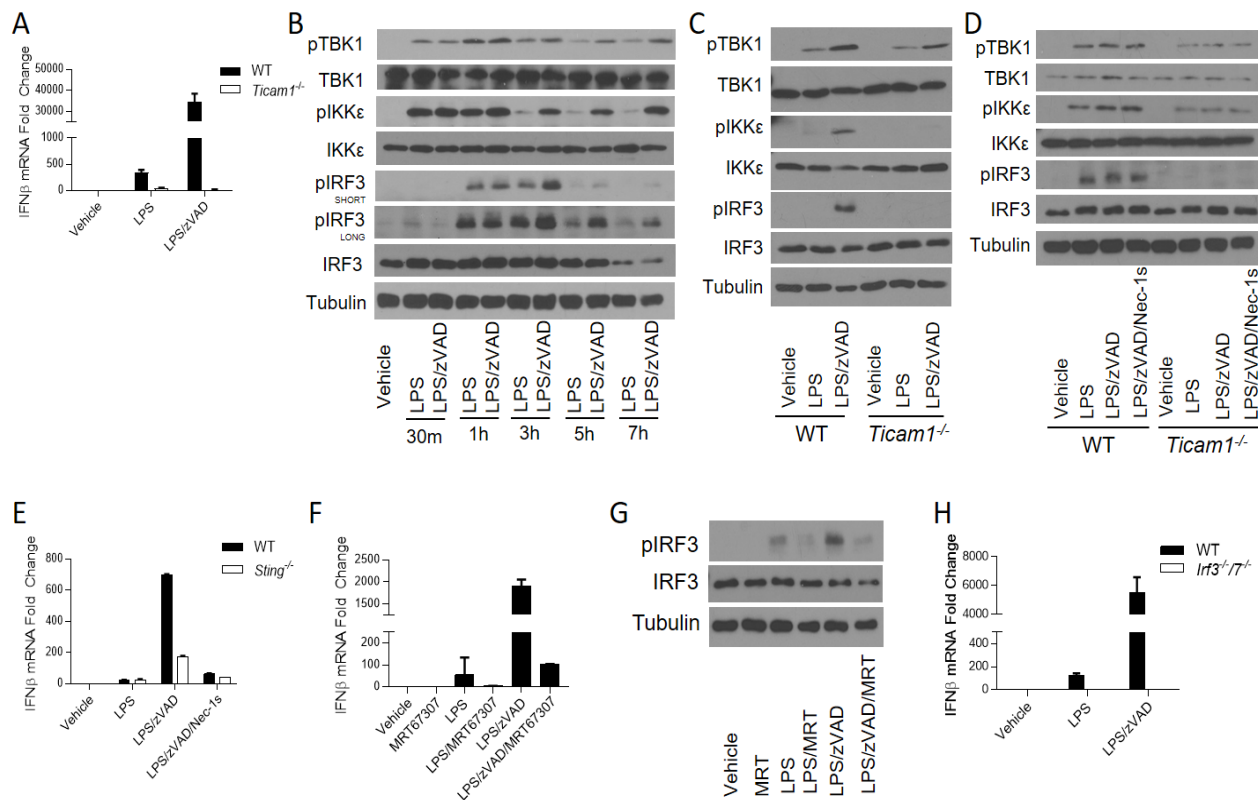 A
IFNβ mRNA Fold Change
50000
40000
30000
20000
1000
500
0
WT
Ticam1-/-
Vehicle
LPS
LPS/zVAD
B
pTBK1
TBK1
pIKKε
IKKε
pIRF3
SHORT
pIRF3
LONG
IRF3
Tubulin
Vehicle
LPS
LPS/zVAD
LPS
LPS/zVAD
LPS
LPS/zVAD
LPS
LPS/zVAD
LPS
LPS/zVAD
30m 1h 3h 5h 7h
C
pTBK1
TBK1
pIKKε
IKKε
pIRF3
IRF3
Tubulin
Vehicle
LPS
LPS/zVAD
Vehicle
LPS
LPS/zVAD
WT Ticam1-/-
D
pTBK1
TBK1
pIKKε
IKKε
pIRF3
IRF3
Tubulin
Vehicle
LPS
LPS/zVAD
LPS/zVAD/Nec-1s
Vehicle
LPS
LPS/zVAD
LPS/zVAD/Nec-1s
WT Ticam1-/-
E
IFNβ mRNA Fold Change
800
600
400
200
0
WT
Sting-/-
Vehicle
LPS
LPS/zVAD
LPS/zVAD/Nec-1s
F
IFNβ mRNA Fold Change
2500
2000
1500
200
100
0
Vehicle
MRT67307
LPS
LPS/MRT67307
LPS/zVAD
LPS/zVAD/MRT67307
G
pIRF3
IRF3
Tubulin
Vehicle
MRT
LPS
LPS/MRT
LPS/zVAD
LPS/zVAD/MRT
H
IFNβ mRNA Fold Change
8000
6000
4000
600
400
200
0
WT
Irf3-/-/7-/-
Vehicle
LPS
LPS/zVAD